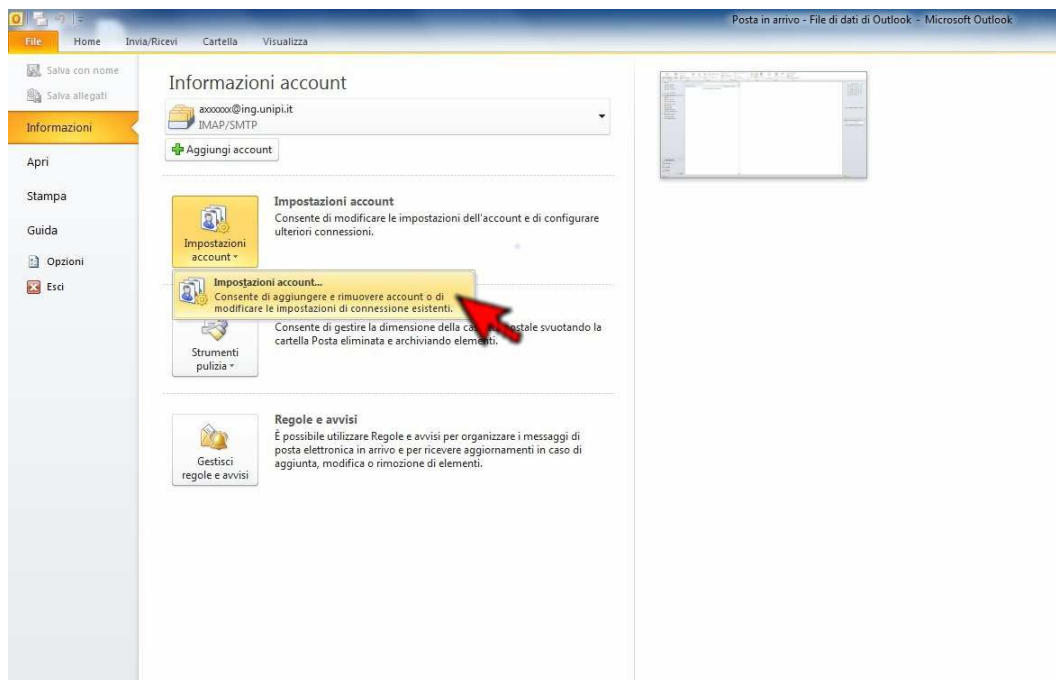 Posta in arrivo - File di dati di Outlook - Microsoft Outlook
File Home Invia/Ricevi Cartella Visualizza
Salva con nome
Salva allegati
Informazioni
Apri
Stampa
Guida
Opzioni
Esci
Informazioni account
axxxxxx@ing.unipi.it
IMAP/SMTP
Aggiungi account
Impostazioni
account
Impostazioni account
Consente di modificare le impostazioni dell'account e di configurare
ulteriori connessioni.
Impostazioni account...
Consente di aggiungere e rimuovere account o di
modificare le impostazioni di connessione esistenti.
Strumenti
pulizia
Consente di gestire la dimensione della svuotando la
cartella Posta eliminata e archiviando elementi.
Gestisci
regole e avvisi
Regole e avvisi
È possibile utilizzare Regole e avvisi per organizzare i messaggi di
posta elettronica in arrivo e per ricevere aggiornamenti in caso di
aggiunta, modifica o rimozione di elementi.